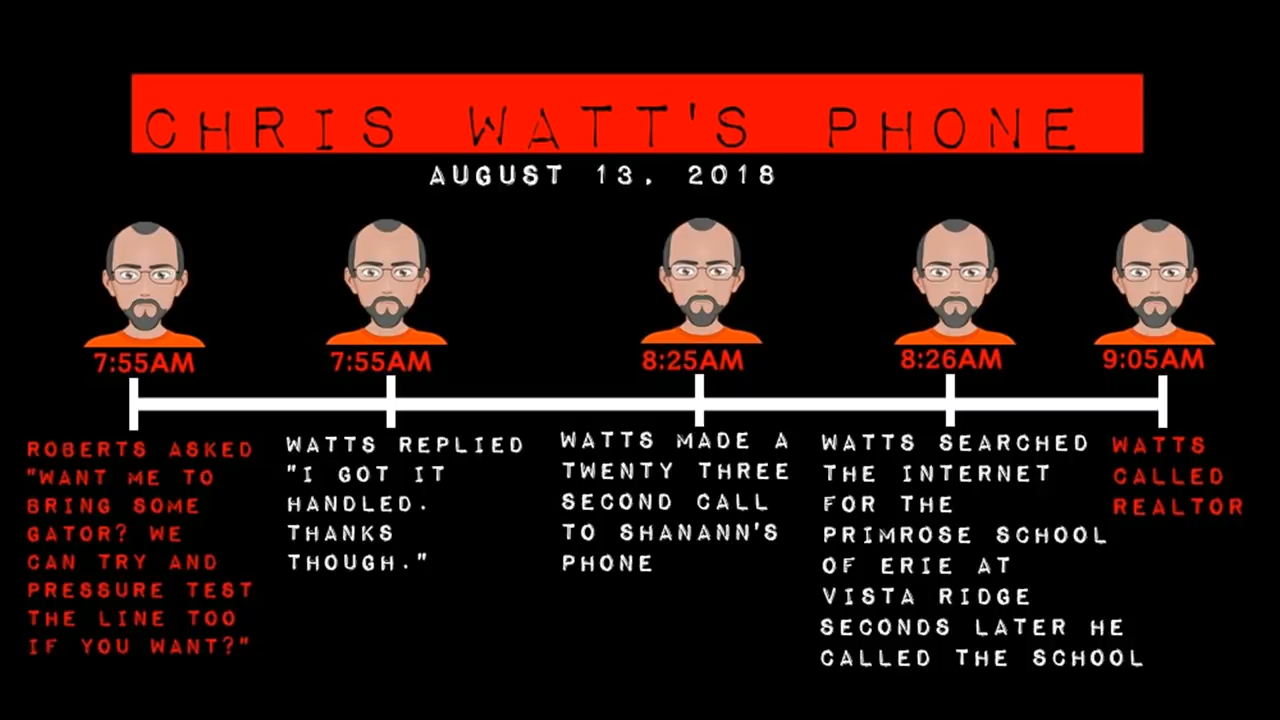 CHRIS WATT'S PHONE
AUGUST 13, 2018
7:55AM
ROBERTS ASKED
"WANT ME TO
BRING SOME
GATOR? WE
CAN TRY AND
PRESSURE TEST
THE LINE TOO
IF YOU WANT?"
7:55AM
WATTS REPLIED
"I GOT IT
HANDLED.
THANKS
THOUGH."
8:25AM
WATTS MADE A
TWENTY THREE
SECOND CALL
TO SHANANN'S
PHONE
8:26AM
WATTS SEARCHED
THE INTERNET
FOR THE
PRIMROSE SCHOOL
OF ERIE AT
VISTA RIDGE
SECONDS LATER HE
CALLED THE SCHOOL
9:05AM
WATTS
CALLED
REALTOR